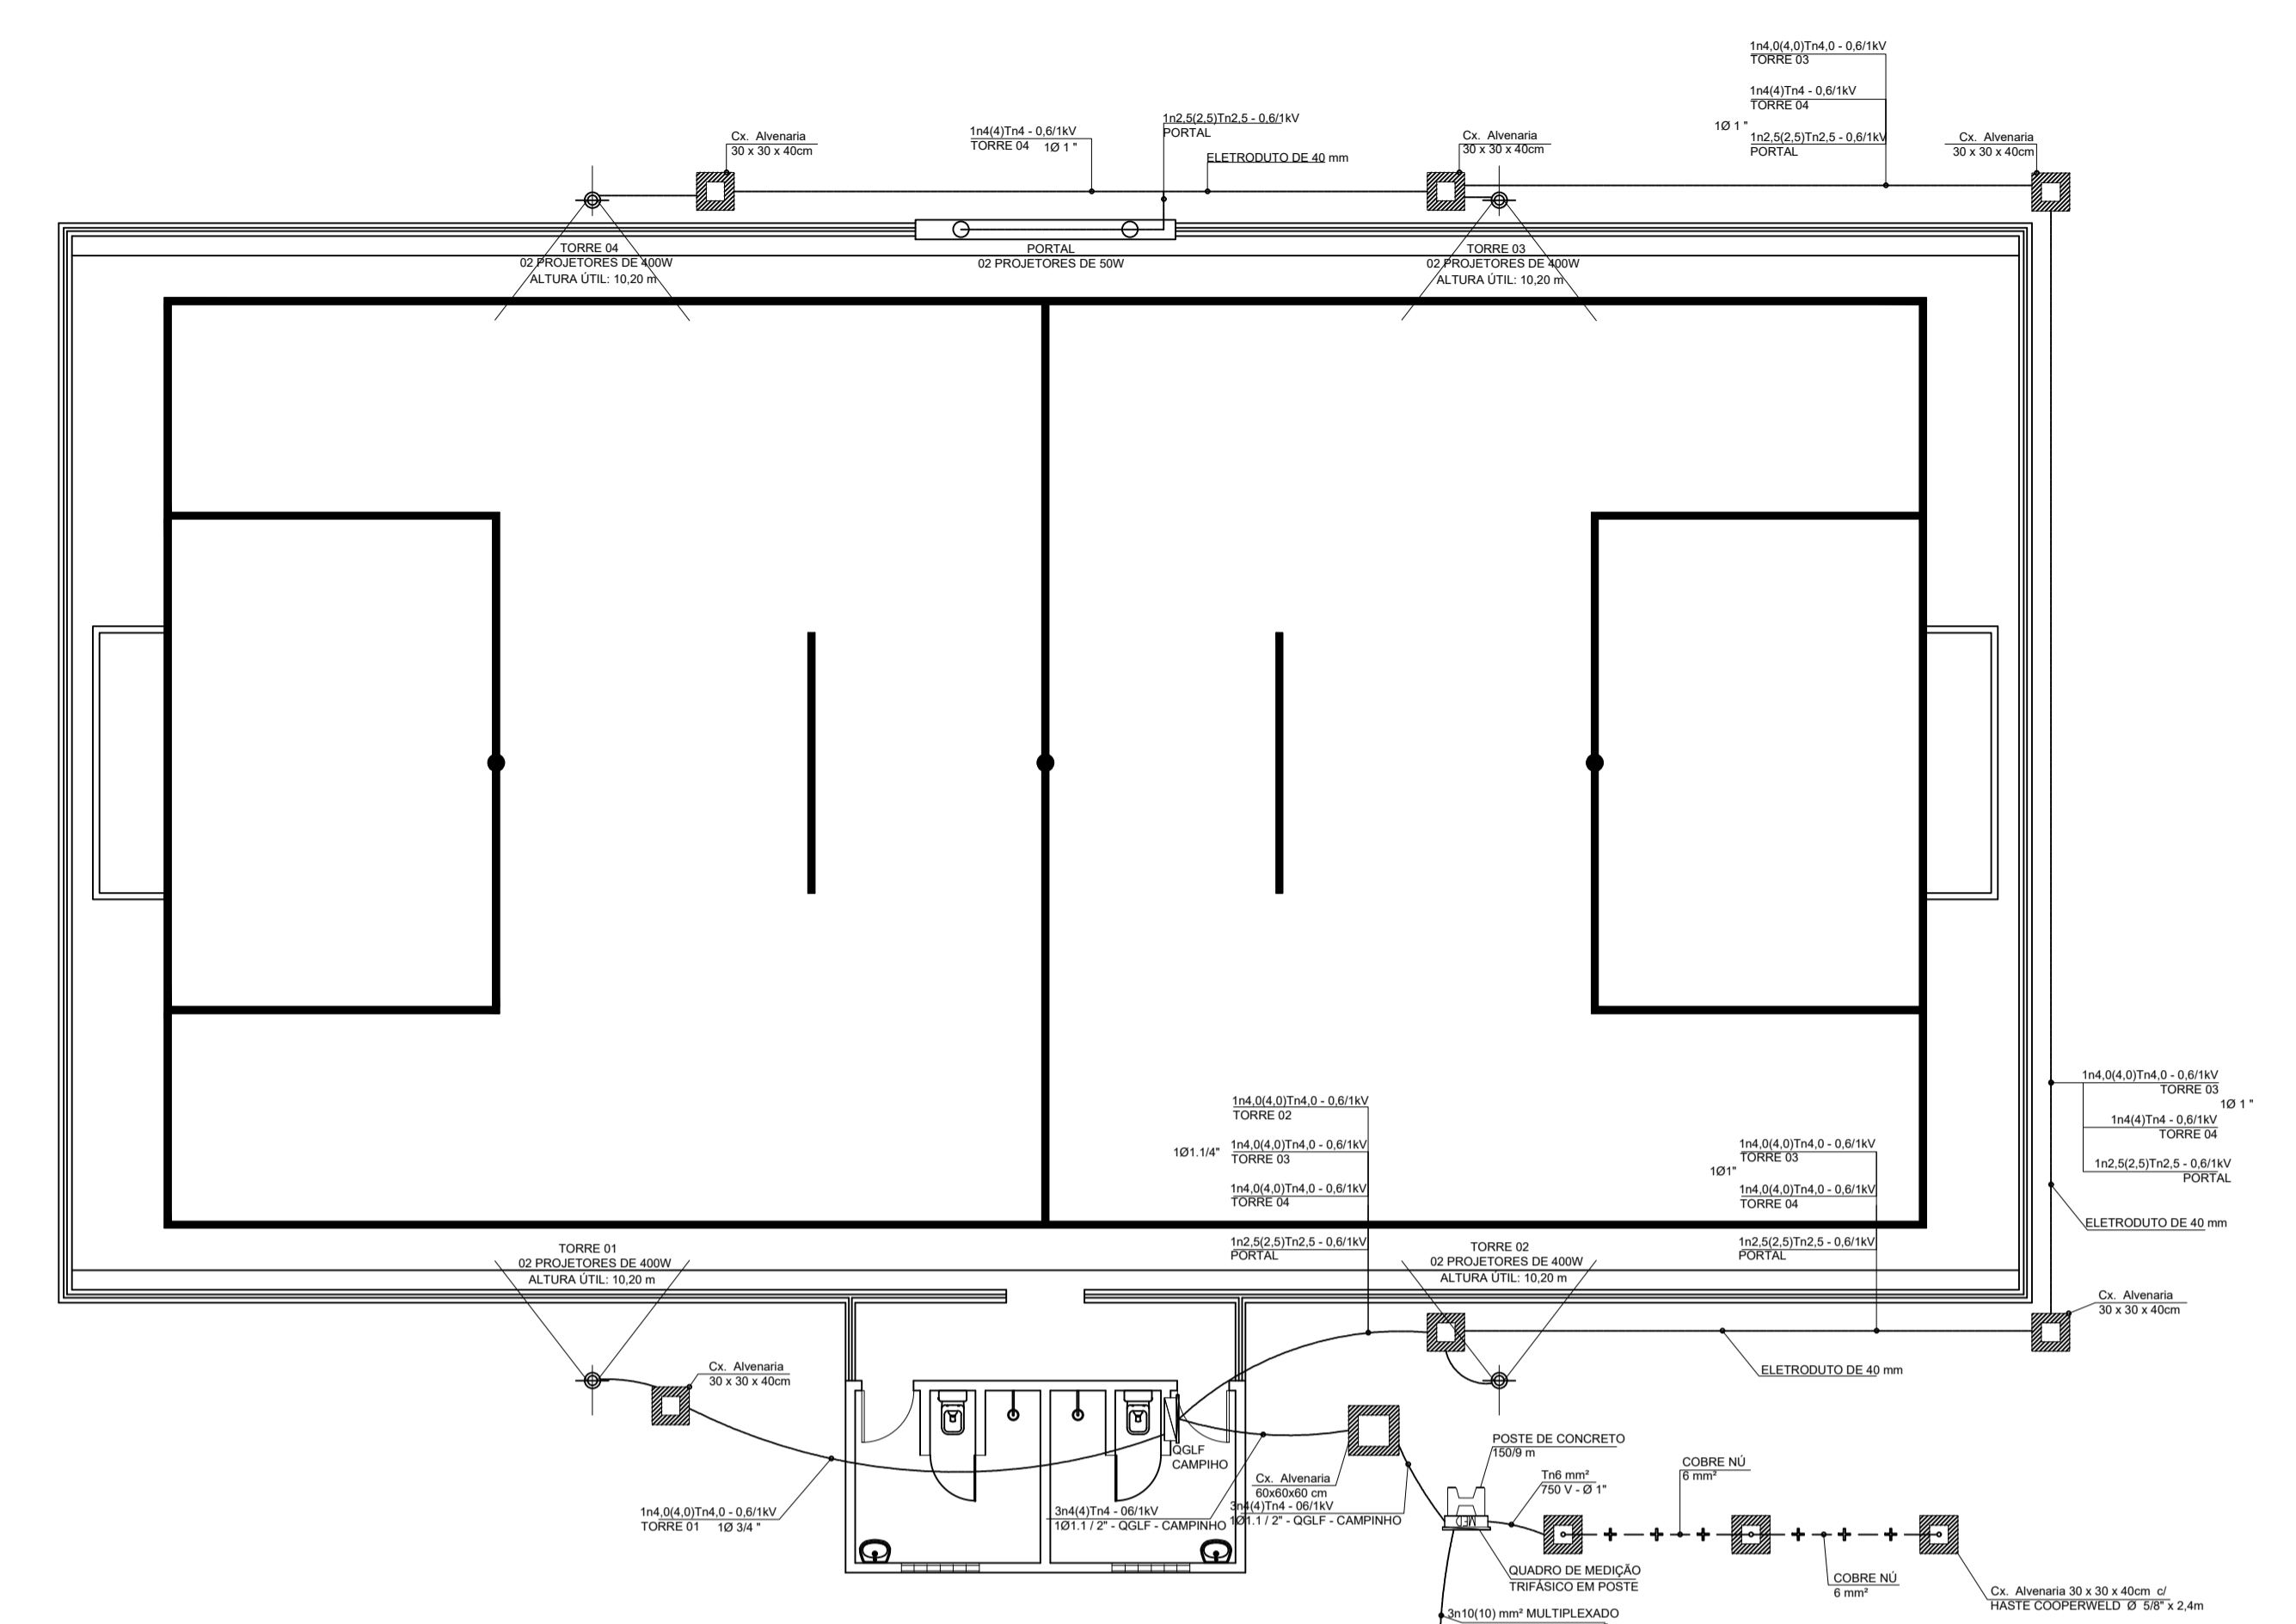 1n4,0(4,0)Tn4,0 - 0,6/1kV
TORRE 03
1n4(4)Tn4 - 0,6/1kV
TORRE 04
1Ø 1 "
1n2,5(2,5)Tn2,5 - 0,6/1kV
PORTAL
Cx. Alvenaria
30 x 30 x 40cm
1n4(4)Tn4 - 0,6/1kV
TORRE 04 1Ø 1 "
1n2,5(2,5)Tn2,5 - 0,6/1kV
PORTAL
ELETRODUTO DE 40 mm
Cx. Alvenaria
30 x 30 x 40cm
Cx. Alvenaria
30 x 30 x 40cm
TORRE 04
02 PROJETORES DE 400W
ALTURA ÚTIL: 10,20 m
PORTAL
02 PROJETORES DE 50W
TORRE 03
02 PROJETORES DE 400W
ALTURA ÚTIL: 10,20 m
1n4,0(4,0)Tn4,0 - 0,6/1kV
TORRE 02
1Ø1.1/4"
1n4,0(4,0)Tn4,0 - 0,6/1kV
TORRE 03
1n4,0(4,0)Tn4,0 - 0,6/1kV
TORRE 04
1n2,5(2,5)Tn2,5 - 0,6/1kV
PORTAL
1n4,0(4,0)Tn4,0 - 0,6/1kV
TORRE 03
1Ø1"
1n4,0(4,0)Tn4,0 - 0,6/1kV
TORRE 04
1n2,5(2,5)Tn2,5 - 0,6/1kV
PORTAL
1n4,0(4,0)Tn4,0 - 0,6/1kV
TORRE 03
1Ø 1 "
1n4(4)Tn4 - 0,6/1kV
TORRE 04
1n2,5(2,5)Tn2,5 - 0,6/1kV
PORTAL
ELETRODUTO DE 40 mm
TORRE 01
02 PROJETORES DE 400W
ALTURA ÚTIL: 10,20 m
TORRE 02
02 PROJETORES DE 400W
ALTURA ÚTIL: 10,20 m
Cx. Alvenaria
30 x 30 x 40cm
Cx. Alvenaria
30 x 30 x 40cm
ELETRODUTO DE 40 mm
QGLF
CAMPIHO
Cx. Alvenaria
60x60x60 cm
POSTE DE CONCRETO
150/9 m
Tn6 mm²
750 V - Ø 1"
COBRE NÚ
6 mm²
1n4,0(4,0)Tn4,0 - 0,6/1kV
TORRE 01 1Ø 3/4 "
3n4(4)Tn4 - 06/1kV
1Ø1.1 / 2" - QGLF - CAMPINHO
3n4(4)Tn4 - 06/1kV
1Ø1.1 / 2" - QGLF - CAMPINHO
MED
QUADRO DE MEDIÇÃO
TRIFÁSICO EM POSTE
COBRE NÚ
6 mm²
Cx. Alvenaria 30 x 30 x 40cm c/
HASTE COOPERWELD Ø 5/8" x 2,4m
3n10(10) mm² MULTIPLEXADO